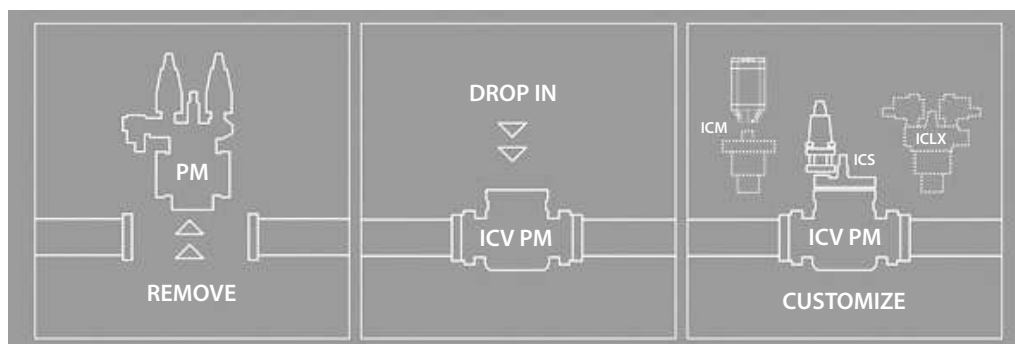 PM
REMOVE
DROP IN
ICV PM
ICM
ICS
ICLX
ICV PM
CUSTOMIZE